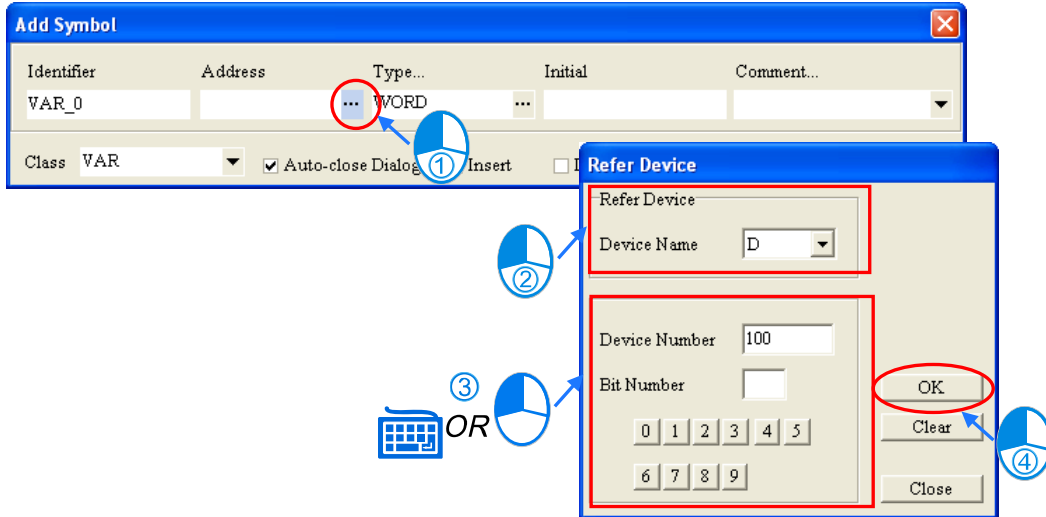 Add Symbol
Identifier Address Type... Initial Comment...
VAR_0 ... WORD ...
Class VAR Auto-close Dialog Insert
①
Refer Device
Refer Device
Device Name D
②
Device Number 100
Bit Number
③
OR
0 1 2 3 4 5
6 7 8 9
OK
Clear
④
Close